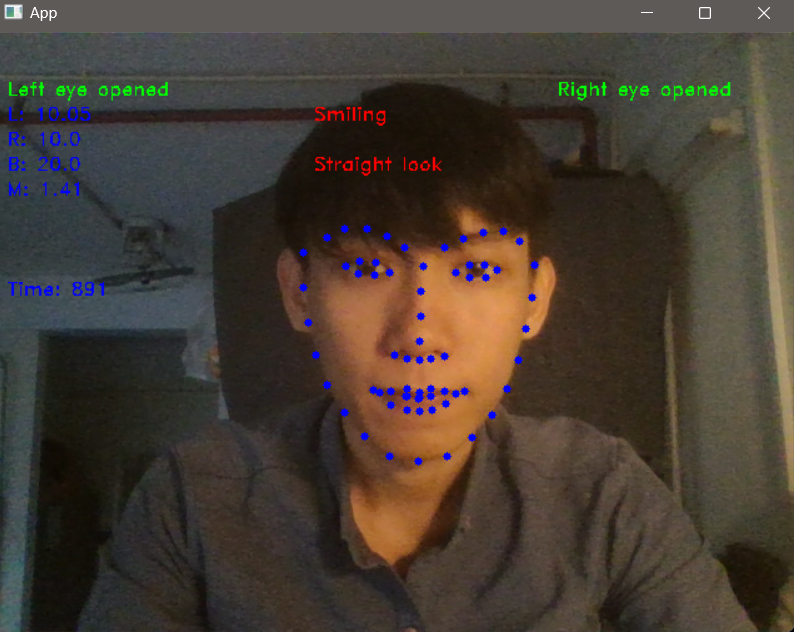 App
Left eye opened
Right eye opened
L: 10.05
Smiling
R: 10.0
B: 20.0
Straight look
M: 1.41
Time: 891